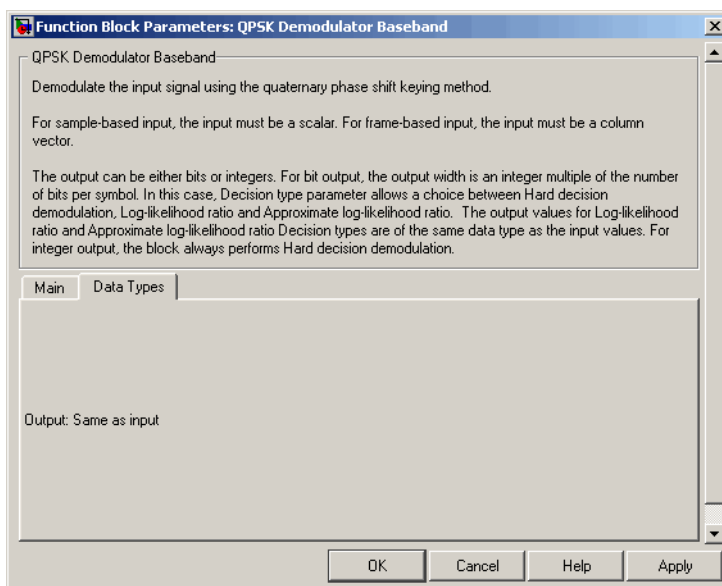 Function Block Parameters: QPSK Demodulator Baseband
QPSK Demodulator Baseband
Demodulate the input signal using the quaternary phase shift keying method.
For sample-based input, the input must be a scalar. For frame-based input, the input must be a column
vector.
The output can be either bits or integers. For bit output, the output width is an integer multiple of the number
of bits per symbol. In this case, Decision type parameter allows a choice between Hard decision
demodulation, Log-likelihood ratio and Approximate log-likelihood ratio. The output values for Log-likelihood
ratio and Approximate log-likelihood ratio Decision types are of the same data type as the input values. For
integer output, the block always performs Hard decision demodulation.
Main Data Types
Output: Same as input
OK Cancel Help Apply